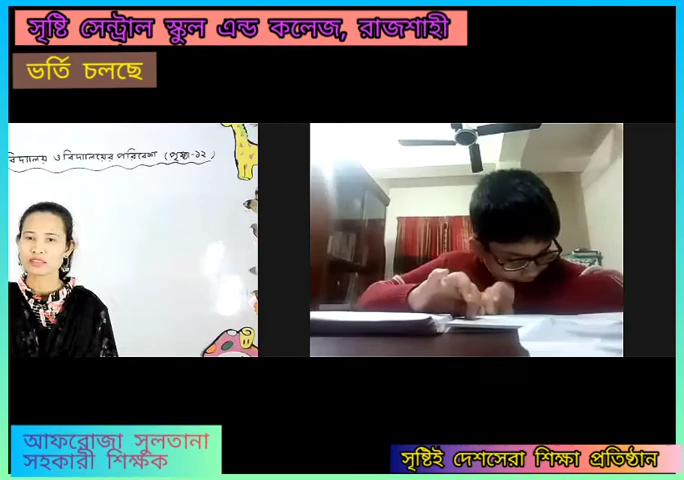 সৃষ্টি সেন্ট্রাল স্কুল এন্ড কলেজ, রাজশাহী
ভর্তি চলছে
বিদ্যালয় ও বিদ্যালয়ের পরিবেশ (পৃষ্ঠা-১২)
আফরোজা সুলতানা
সহকারী শিক্ষক
সৃষ্টিই দেশসেরা শিক্ষা প্রতিষ্ঠান